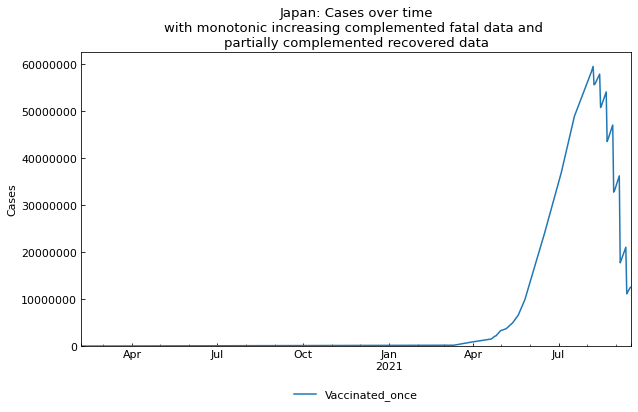 Japan: Cases over time
with monotonic increasing complemented fatal data and
partially complemented recovered data
60000000
50000000
40000000
30000000
20000000
10000000
0
Cases
Apr
Jul
Oct
Jan
2021
Apr
Jul
Vaccinated_once